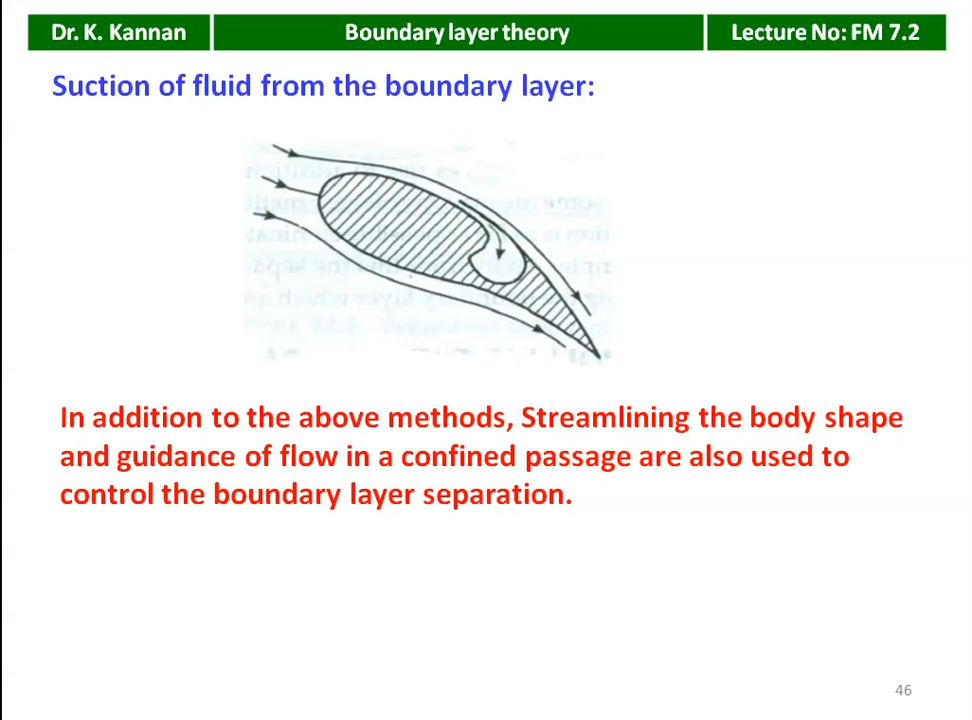 Dr. K. Kannan
Boundary layer theory
Lecture No: FM 7.2
Suction of fluid from the boundary layer:
In addition to the above methods, Streamlining the body shape
and guidance of flow in a confined passage are also used to
control the boundary layer separation.
46